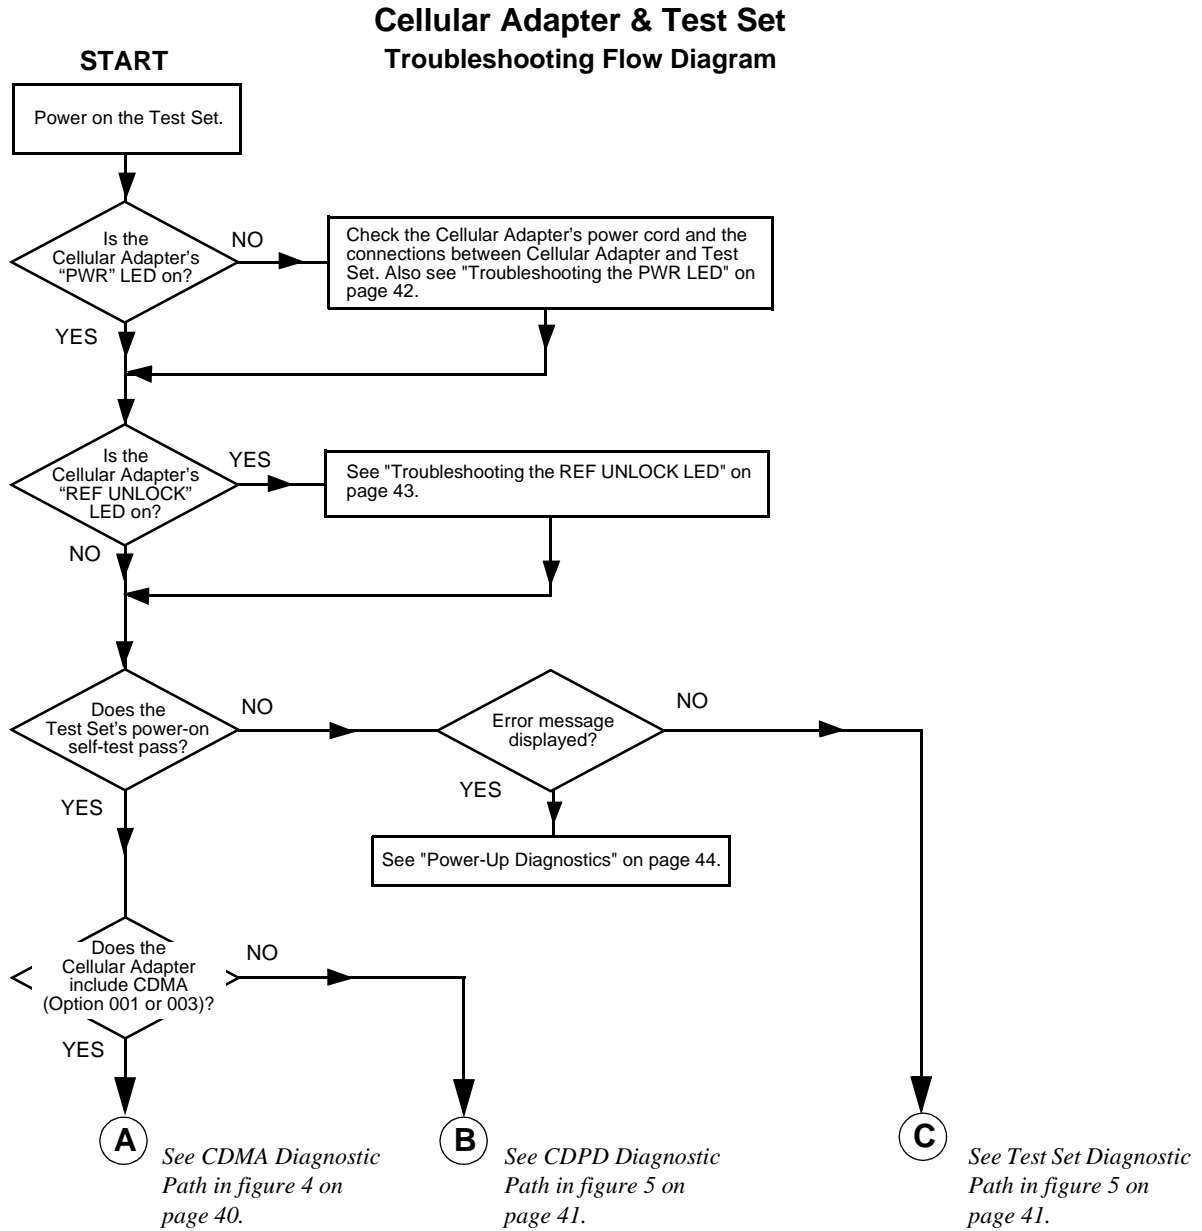 Cellular Adapter & Test Set
Troubleshooting Flow Diagram
START
Power on the Test Set.
Is the
Cellular Adapter's
“PWR” LED on?
NO
Check the Cellular Adapter's power cord and the
connections between Cellular Adapter and Test
Set. Also see "Troubleshooting the PWR LED" on
page 42.
YES
Is the
Cellular Adapter's
“REF UNLOCK”
LED on?
YES
See "Troubleshooting the REF UNLOCK LED" on
page 43.
NO
Does the
Test Set's power-on
self-test pass?
NO
Error message
displayed?
NO
YES
YES
See "Power-Up Diagnostics" on page 44.
Does the
Cellular Adapter
include CDMA
(Option 001 or 003)?
NO
YES
A
See CDMA Diagnostic
Path in figure 4 on
page 40.
B
See CDPD Diagnostic
Path in figure 5 on
page 41.
C
See Test Set Diagnostic
Path in figure 5 on
page 41.